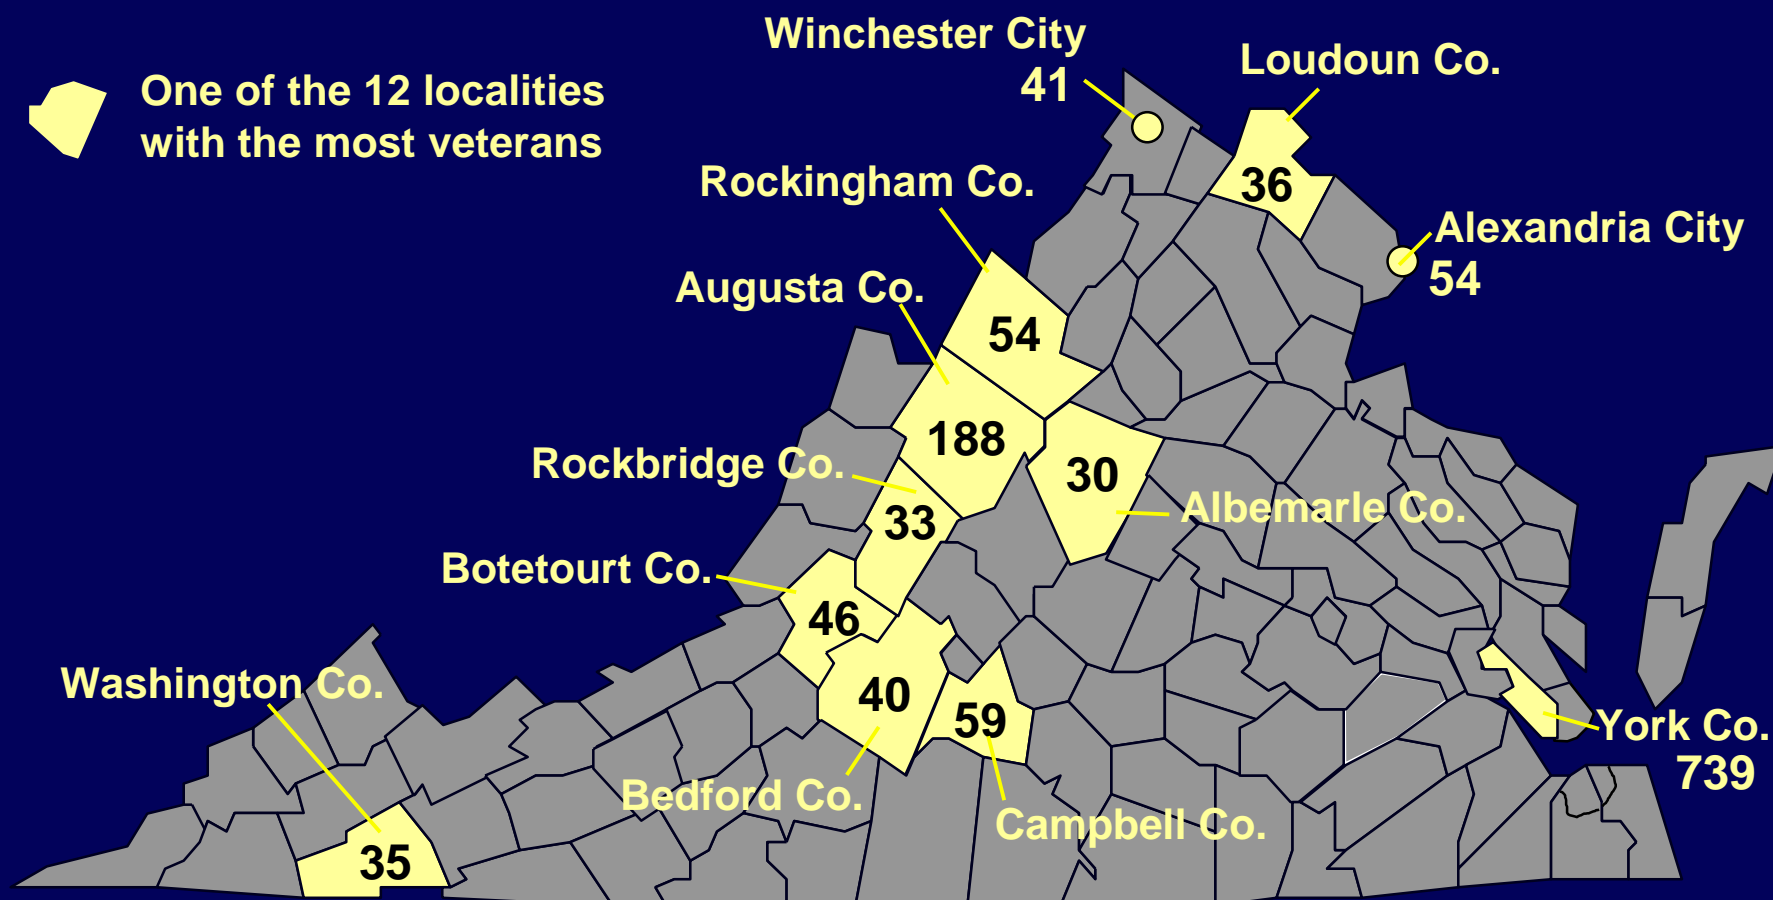 Winchester City
41
Loudoun Co.
36
One of the 12 localities
with the most veterans
Rockingham Co.
54
Alexandria City
54
Augusta Co.
188
Rockbridge Co.
33
30
Albemarle Co.
Botetourt Co.
46
Washington Co.
35
40
Bedford Co.
59
Campbell Co.
York Co.
739